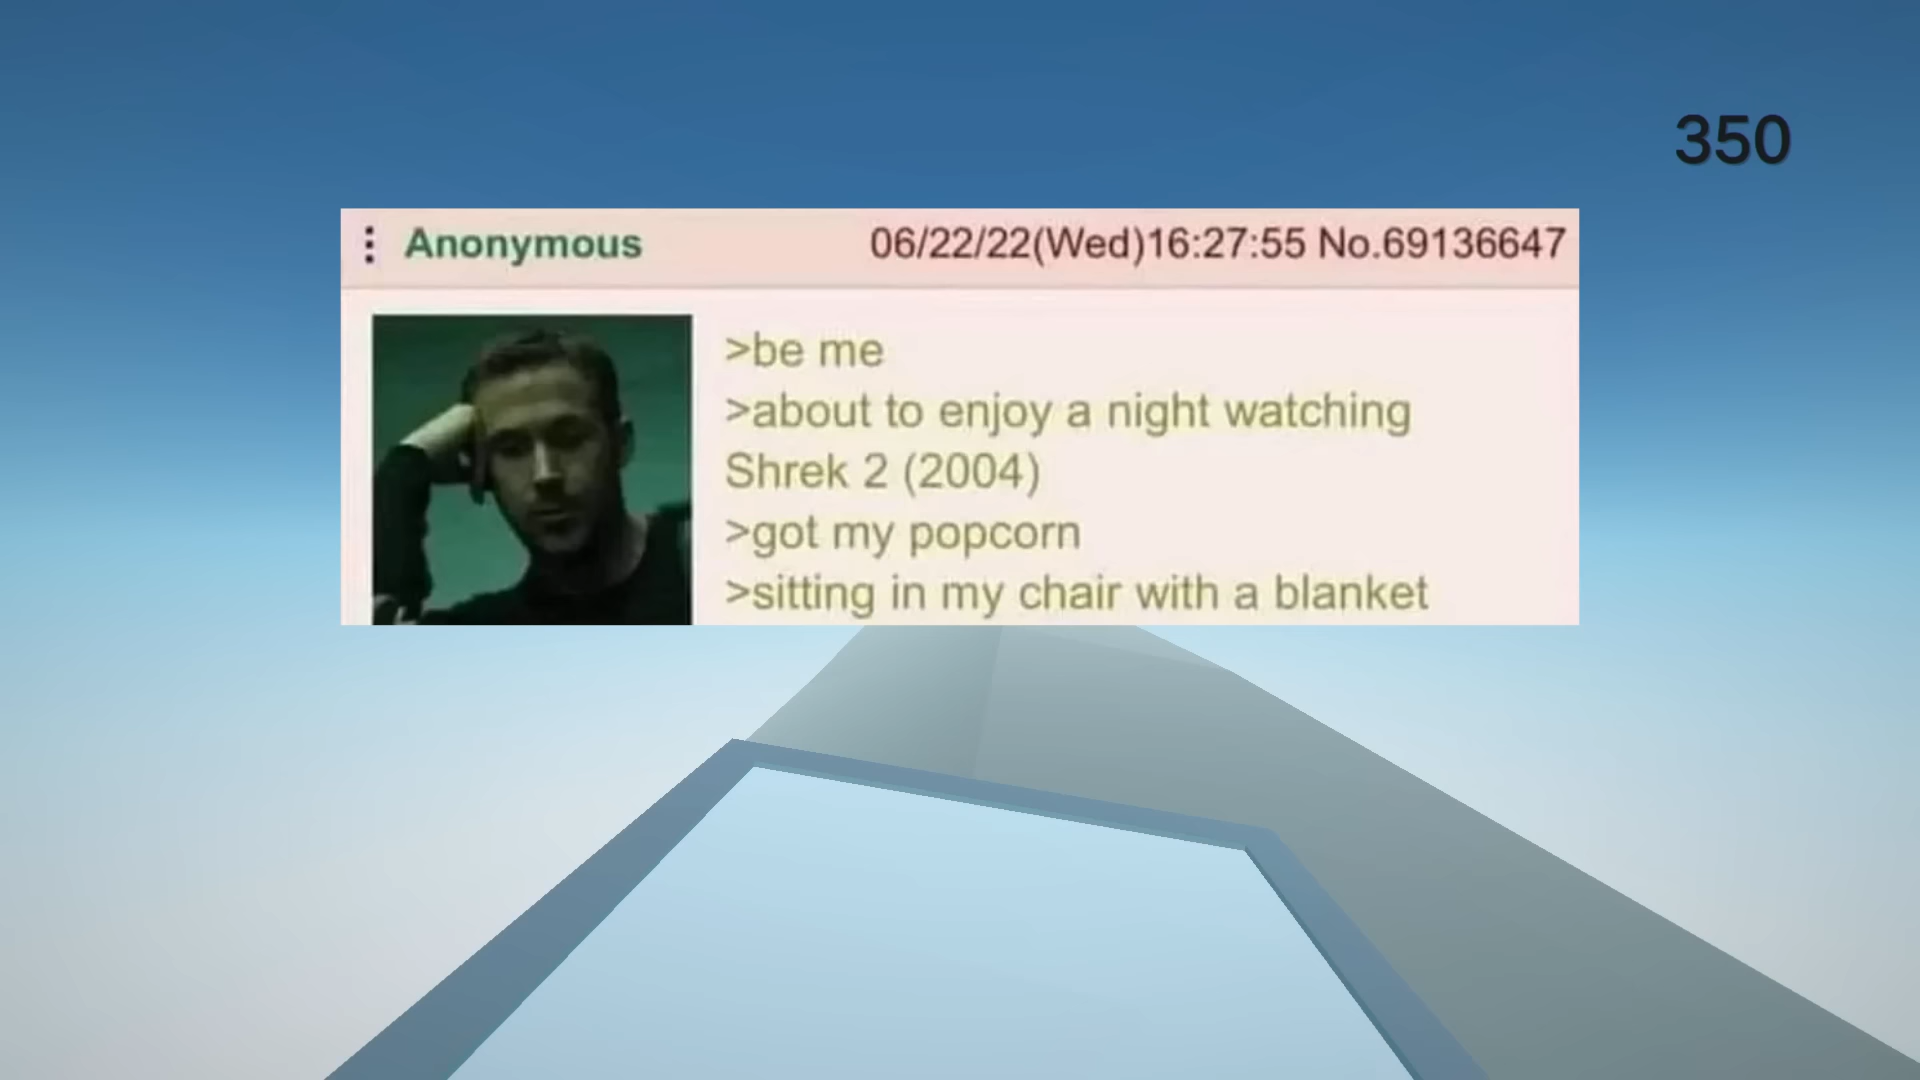 350
Anonymous 06/22/22(Wed)16:27:55 No.69136647
>be me
>about to enjoy a night watching
Shrek 2 (2004)
>got my popcorn
>sitting in my chair with a blanket